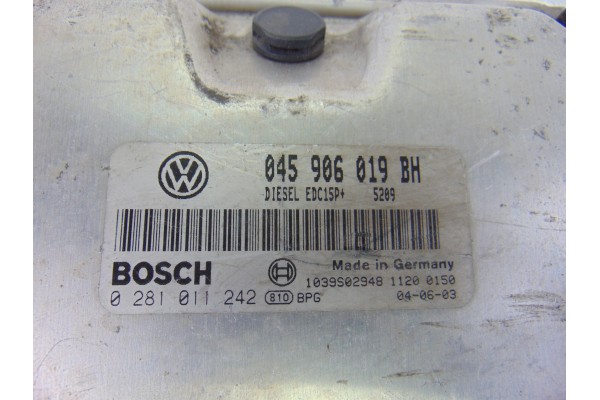 045 906 019 BH
DIESEL EDC15P+ 5209
BOSCH
Made in Germany
1039S02948 1120 0150
0 281 011 242 810 BPG 04-06-03